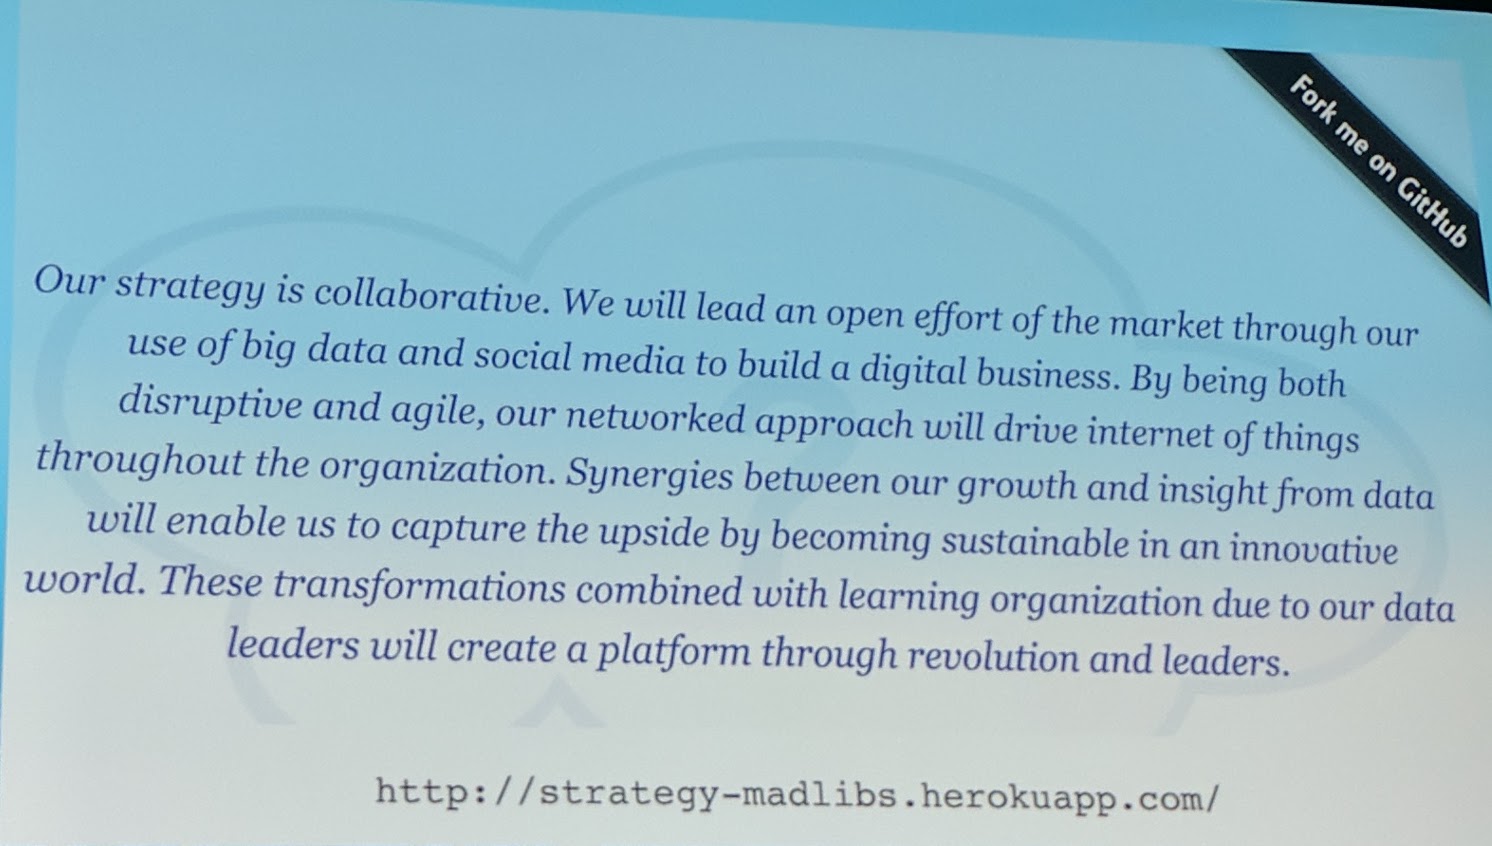 Fork me on GitHub
Our strategy is collaborative. We will lead an open effort of the market through our
use of big data and social media to build a digital business. By being both
disruptive and agile, our networked approach will drive internet of things
throughout the organization. Synergies between our growth and insight from data
will enable us to capture the upside by becoming sustainable in an innovative
world. These transformations combined with learning organization due to our data
leaders will create a platform through revolution and leaders.
http://strategy-madlibs.herokuapp.com/